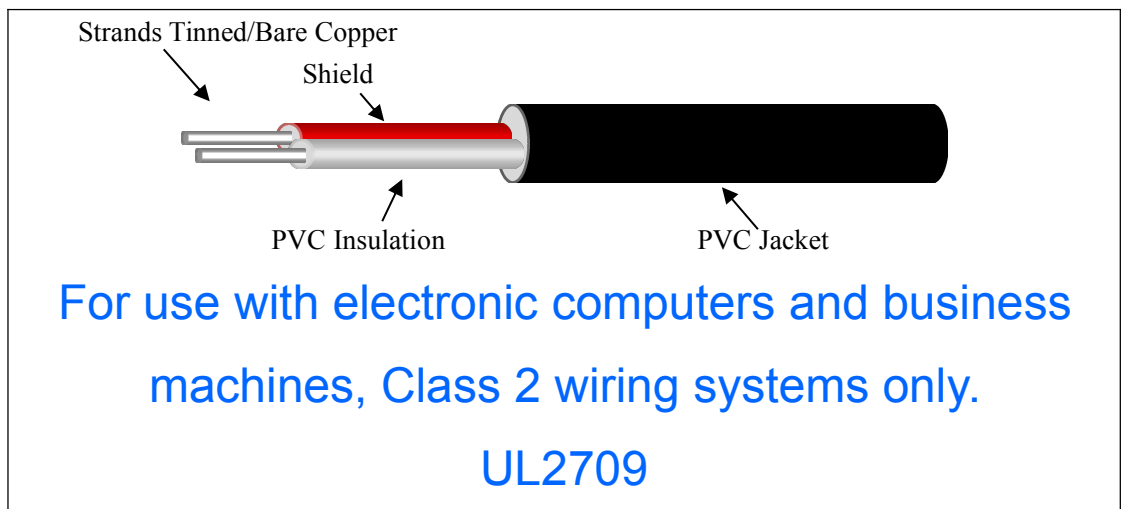 Strands Tinned/Bare Copper
Shield
PVC Insulation
PVC Jacket
For use with electronic computers and business
machines, Class 2 wiring systems only.
UL2709